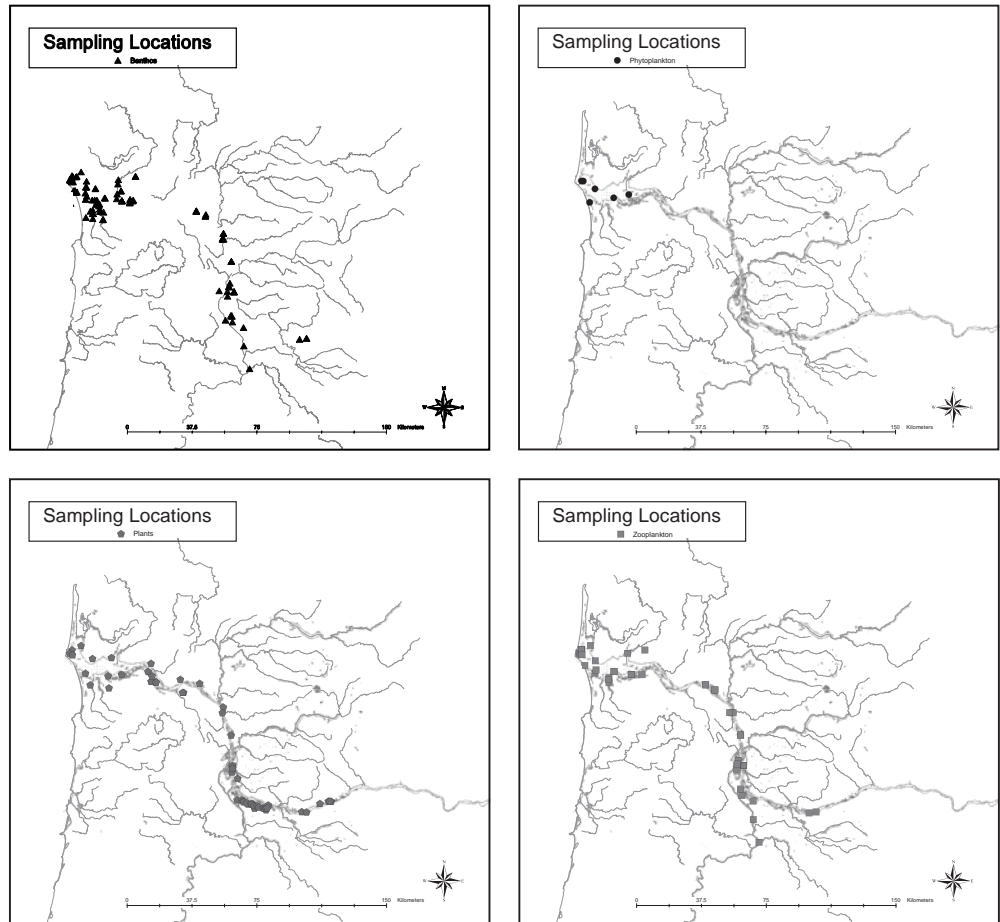 Sampling Locations
Benthos
N
W E
S
0 37.5 75 150 Kilometers
Sampling Locations
Phytoplankton
N
W E
S
0 37.5 75 150 Kilometers
Sampling Locations
Plants
N
W E
S
0 37.5 75 150 Kilometers
Sampling Locations
Zooplankton
N
W E
S
0 37.5 75 150 Kilometers